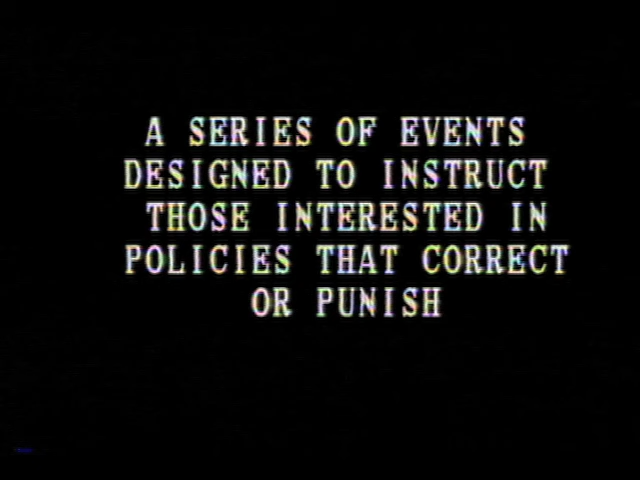 A SERIES OF EVENTS
DESIGNED TO INSTRUCT
THOSE INTERESTED IN
POLICIES THAT CORRECT
OR PUNISH